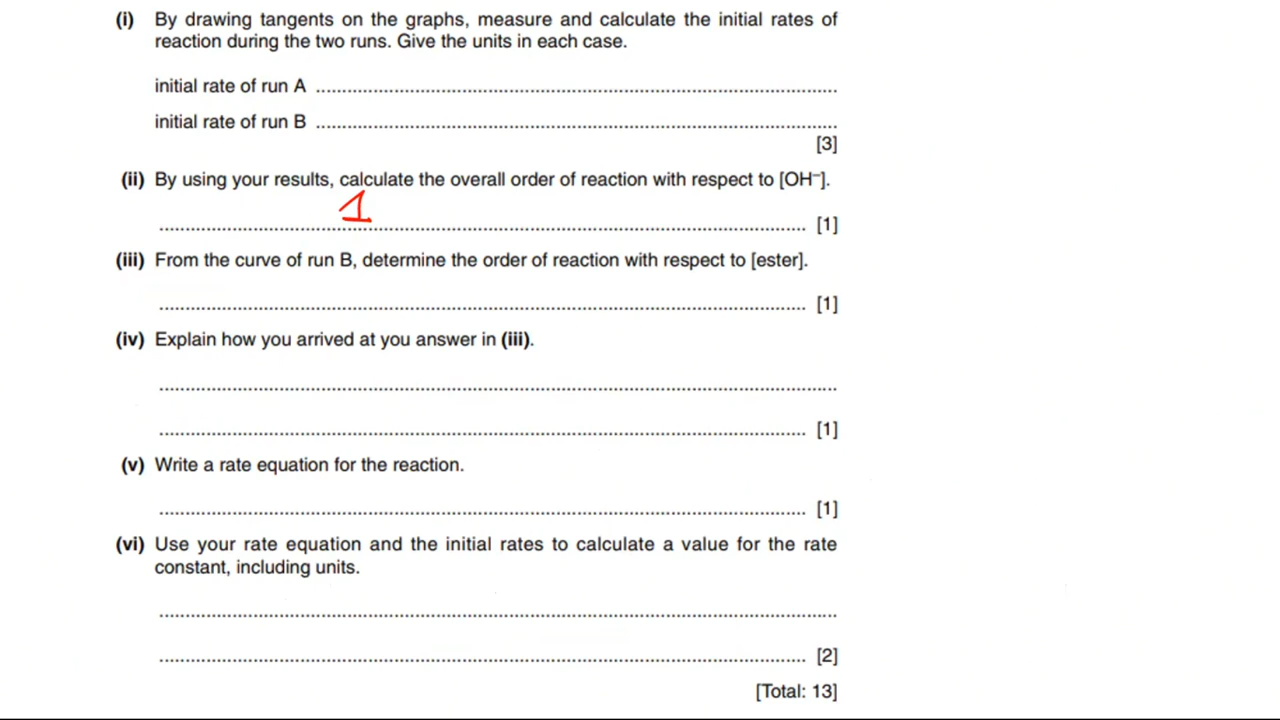 (i) By drawing tangents on the graphs, measure and calculate the initial rates of
reaction during the two runs. Give the units in each case.
initial rate of run A ....................................................................................................
initial rate of run B ....................................................................................................
[3]
(ii) By using your results, calculate the overall order of reaction with respect to [OH⁻].
1
............................................................................................................................ [1]
(iii) From the curve of run B, determine the order of reaction with respect to [ester].
............................................................................................................................ [1]
(iv) Explain how you arrived at you answer in (iii).
..................................................................................................................................
............................................................................................................................ [1]
(v) Write a rate equation for the reaction.
............................................................................................................................ [1]
(vi) Use your rate equation and the initial rates to calculate a value for the rate
constant, including units.
..................................................................................................................................
............................................................................................................................ [2]
[Total: 13]